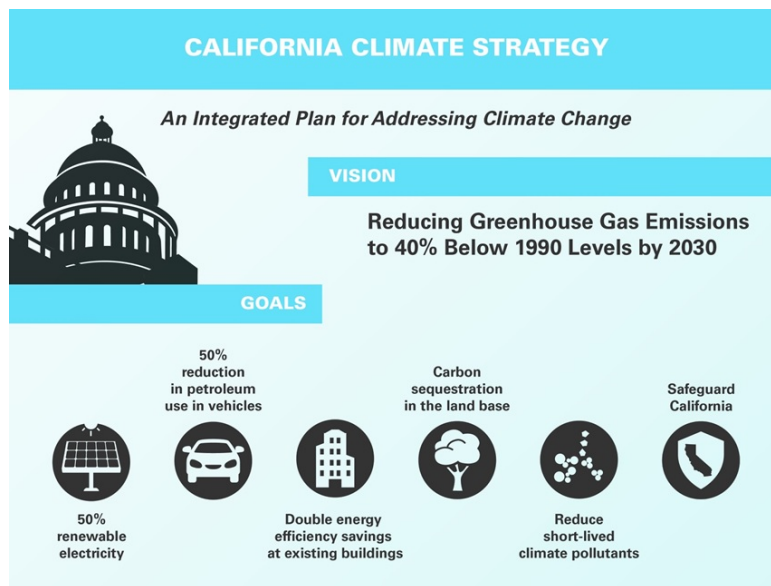 CALIFORNIA CLIMATE STRATEGY
An Integrated Plan for Addressing Climate Change
VISION
Reducing Greenhouse Gas Emissions
to 40% Below 1990 Levels by 2030
GOALS
50%
renewable
electricity
50%
reduction
in petroleum
use in vehicles
Double energy
efficiency savings
at existing buildings
Carbon
sequestration
in the land base
Reduce
short-lived
climate pollutants
Safeguard
California